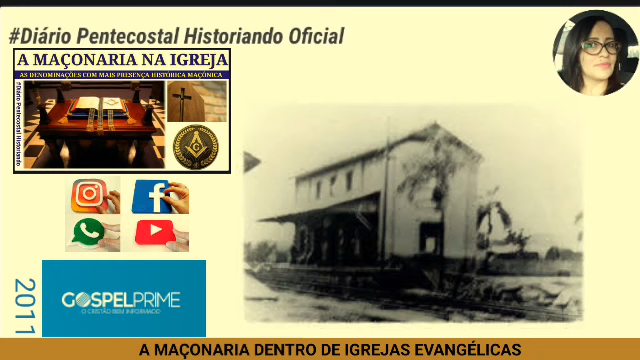 #Diário Pentecostal Historiando Oficial
A MAÇONARIA NA IGREJA
AS DENOMINAÇÕES COM MAIS PRESENÇA HISTÓRICA MAÇÔNICA
#Diário Pentecostal Historiando
G
2011
GOSPELPRIME
O CRISTÃO BEM INFORMADO
A MAÇONARIA DENTRO DE IGREJAS EVANGÉLICAS